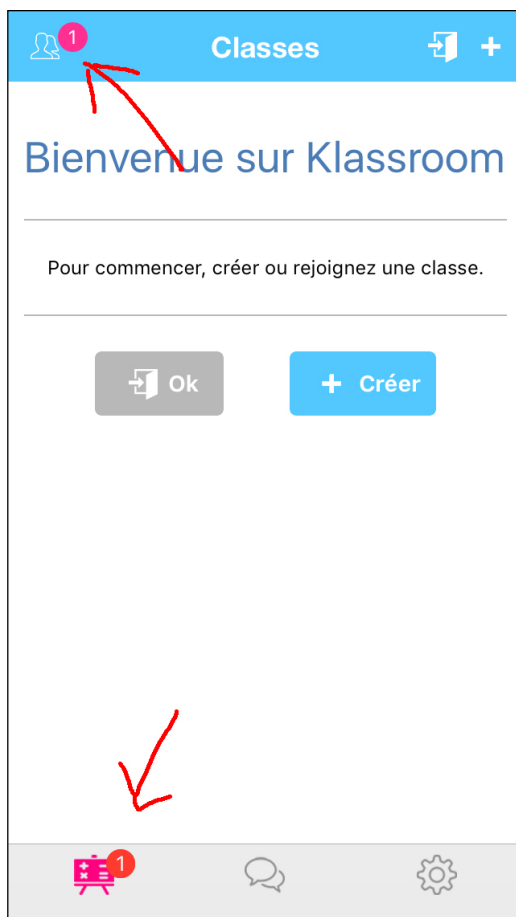 1
Classes
+
Bienvenue sur Klassroom
Pour commencer, créer ou rejoignez une classe.
Ok
+ Créer
1